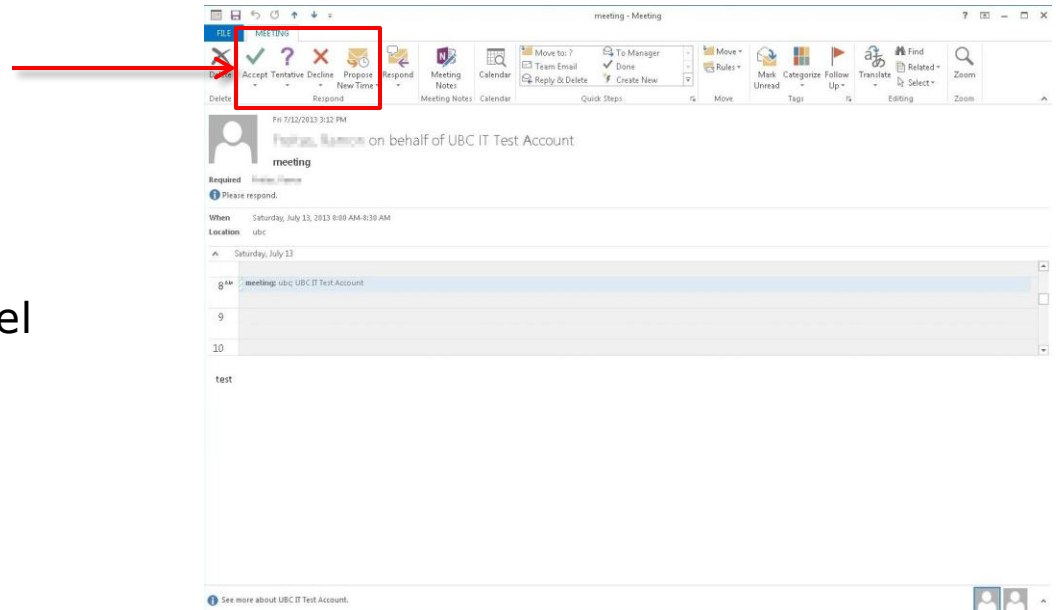 meeting - Meeting
FILE MEETING
Delete Accept Tentative Decline Propose New Time Respond Meeting Notes Calendar
Move to: ? To Manager
Team Email Done
Reply & Delete Create New
Move
Rules
Mark Unread Categorize Follow Up Translate
Find
Related
Select
Zoom
Delete Respond Meeting Notes Calendar Quick Steps Move Tags Editing Zoom
Fri 7/12/2013 3:12 PM
on behalf of UBC IT Test Account
meeting
Required
Please respond.
When Saturday, July 13, 2013 8:00 AM-8:30 AM
Location ubc
Saturday, July 13
8 AM meeting; ubc; UBC IT Test Account
9
el
10
test
See more about UBC IT Test Account.